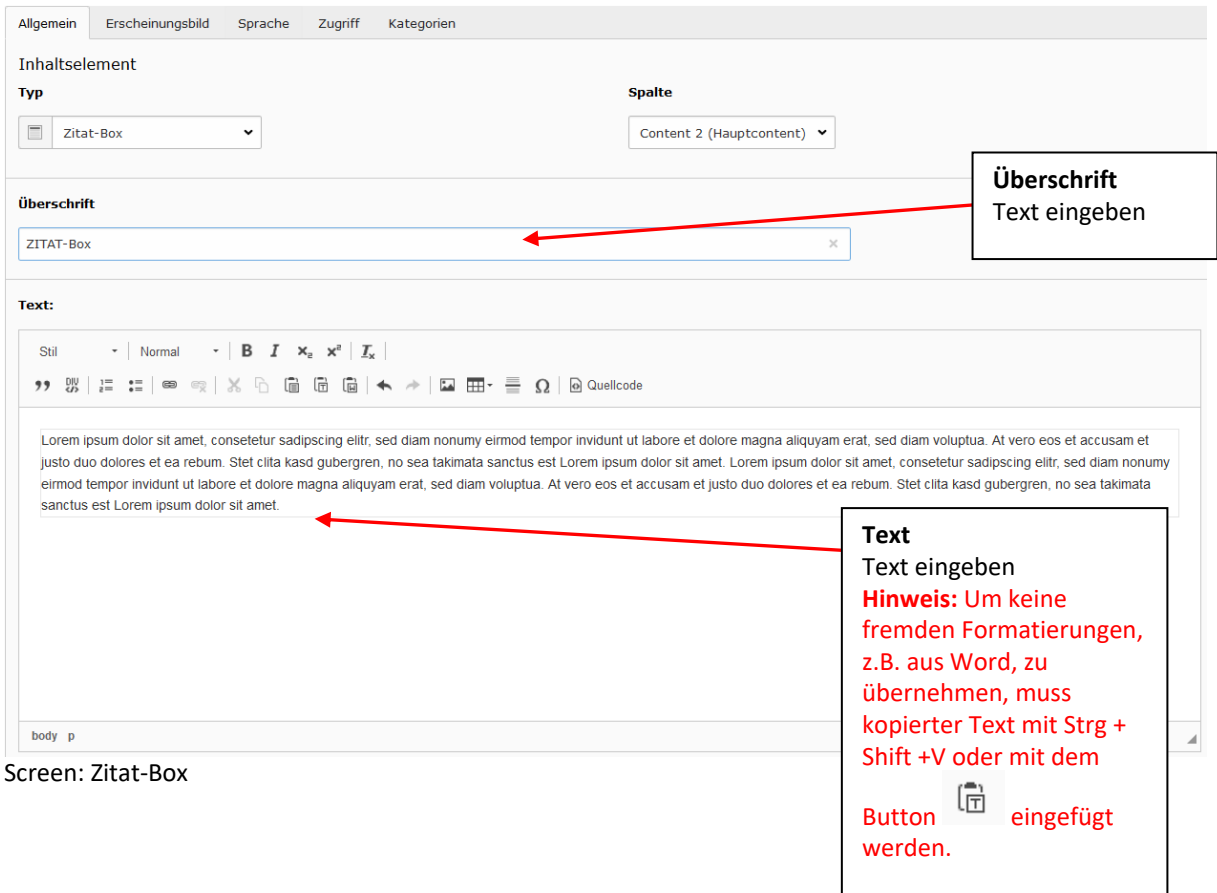 Allgemein Erscheinungsbild Sprache Zugriff Kategorien
Inhaltselement
Typ Spalte
Zitat-Box Content 2 (Hauptcontent)
Überschrift
Text eingeben
Überschrift
ZITAT-Box ×
Text:
Stil Normal B I x₂ x² Tx
❟❟ DIV Ω Quellcode
Lorem ipsum dolor sit amet, consetetur sadipscing elitr, sed diam nonumy eirmod tempor invidunt ut labore et dolore magna aliquyam erat, sed diam voluptua. At vero eos et accusam et
justo duo dolores et ea rebum. Stet clita kasd gubergren, no sea takimata sanctus est Lorem ipsum dolor sit amet. Lorem ipsum dolor sit amet, consetetur sadipscing elitr, sed diam nonumy
eirmod tempor invidunt ut labore et dolore magna aliquyam erat, sed diam voluptua. At vero eos et accusam et justo duo dolores et ea rebum. Stet clita kasd gubergren, no sea takimata
sanctus est Lorem ipsum dolor sit amet.
Text
Text eingeben
Hinweis: Um keine
fremden Formatierungen,
z.B. aus Word, zu
übernehmen, muss
kopierter Text mit Strg +
Shift +V oder mit dem
Button eingefügt
werden.
body p
Screen: Zitat-Box